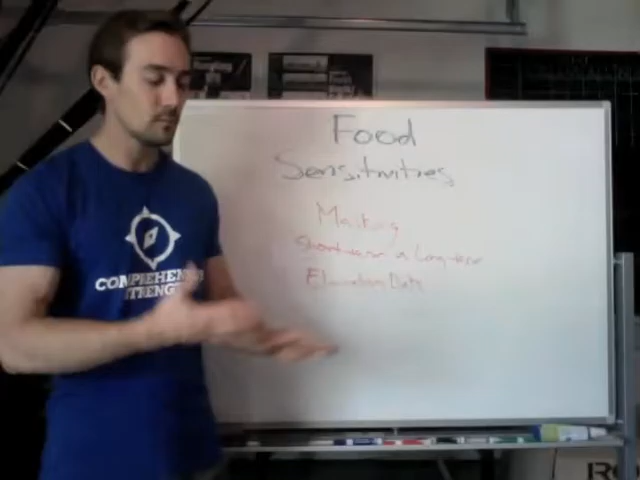 Food
Sensitivities
Masking
Short-term & Long-term
Elimination Diets
COMPREHENSIVE
STRENGTH